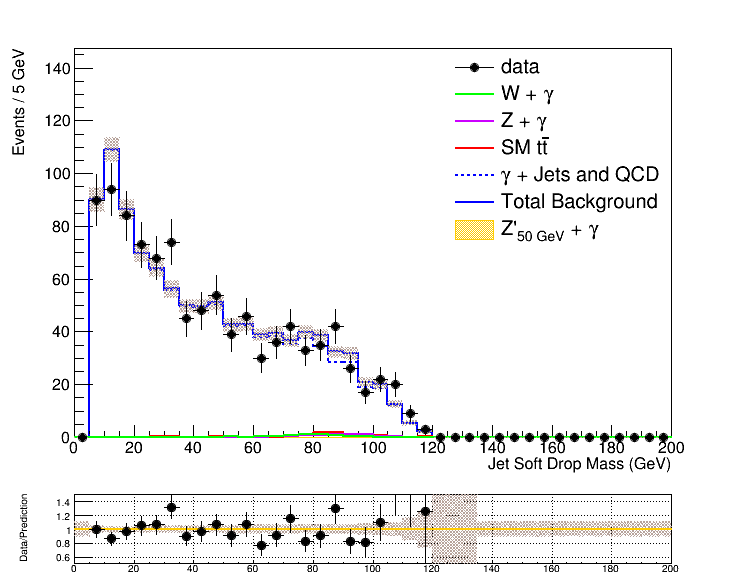 Events / 5 GeV
140
120
100
80
60
40
20
0
data
W + γ
Z + γ
SM tt̄
γ + Jets and QCD
Total Background
Z'50 GeV + γ
0 20 40 60 80 100 120 140 160 180 200
Jet Soft Drop Mass (GeV)
Data/Prediction
1.4
1.2
1
0.8
0.6
0 20 40 60 80 100 120 140 160 180 200